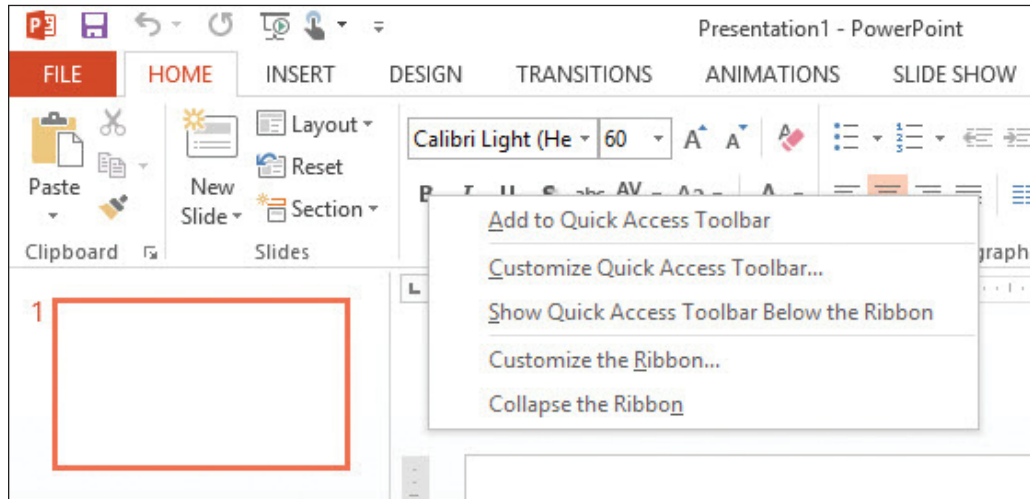 Presentation1 - PowerPoint
FILE HOME INSERT DESIGN TRANSITIONS ANIMATIONS SLIDE SHOW
Calibri Light (He 60 A A
Layout
Reset
Section
Paste
New
Slide
Clipboard Slides
Add to Quick Access Toolbar
Customize Quick Access Toolbar...
Show Quick Access Toolbar Below the Ribbon
Customize the Ribbon...
Collapse the Ribbon
1